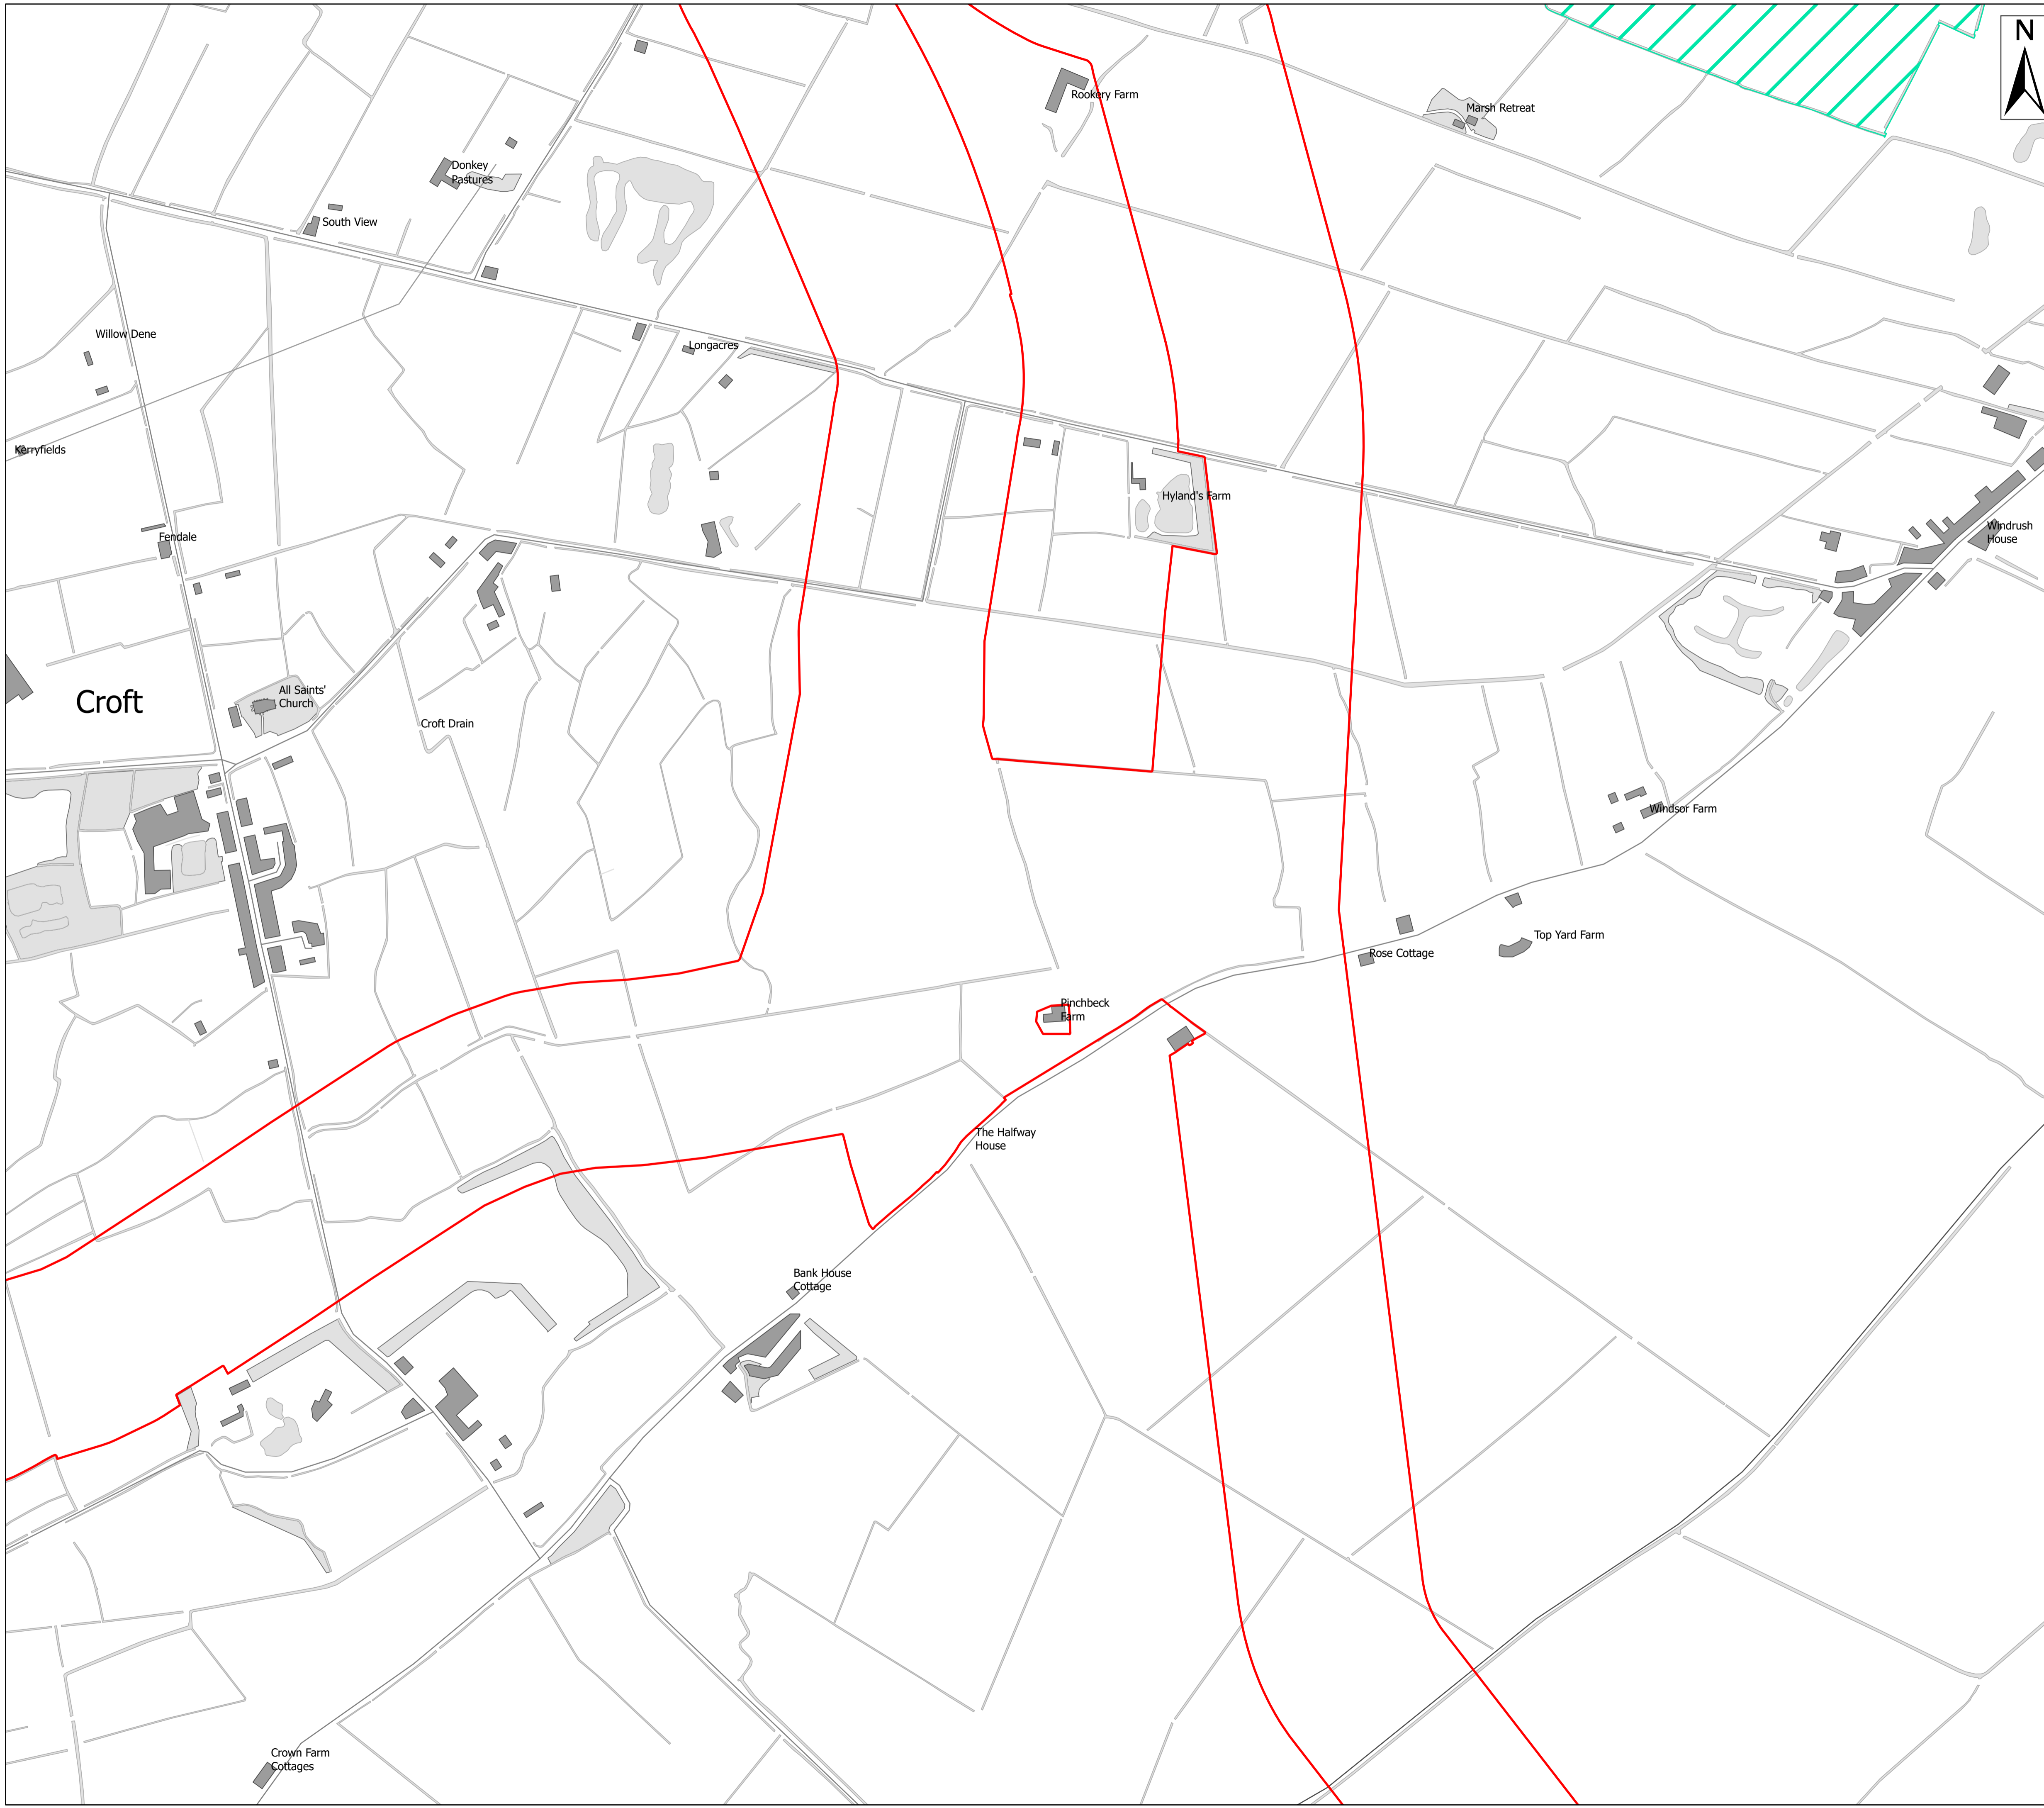 N
Rookery Farm
Marsh Retreat
Donkey
Pastures
South View
Willow Dene
Longacres
Kerryfields
Hyland's Farm
Fendale
Windrush
House
All Saints'
Church
Croft
Croft Drain
Windsor Farm
Top Yard Farm
Rose Cottage
Pinchbeck
Farm
The Halfway
House
Bank House
Cottage
Crown Farm
Cottages